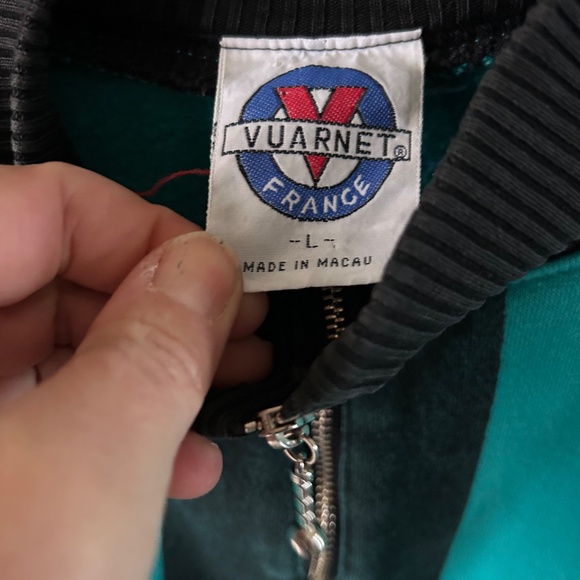 V
VUARNET®
FRANCE
-L-
MADE IN MACAU